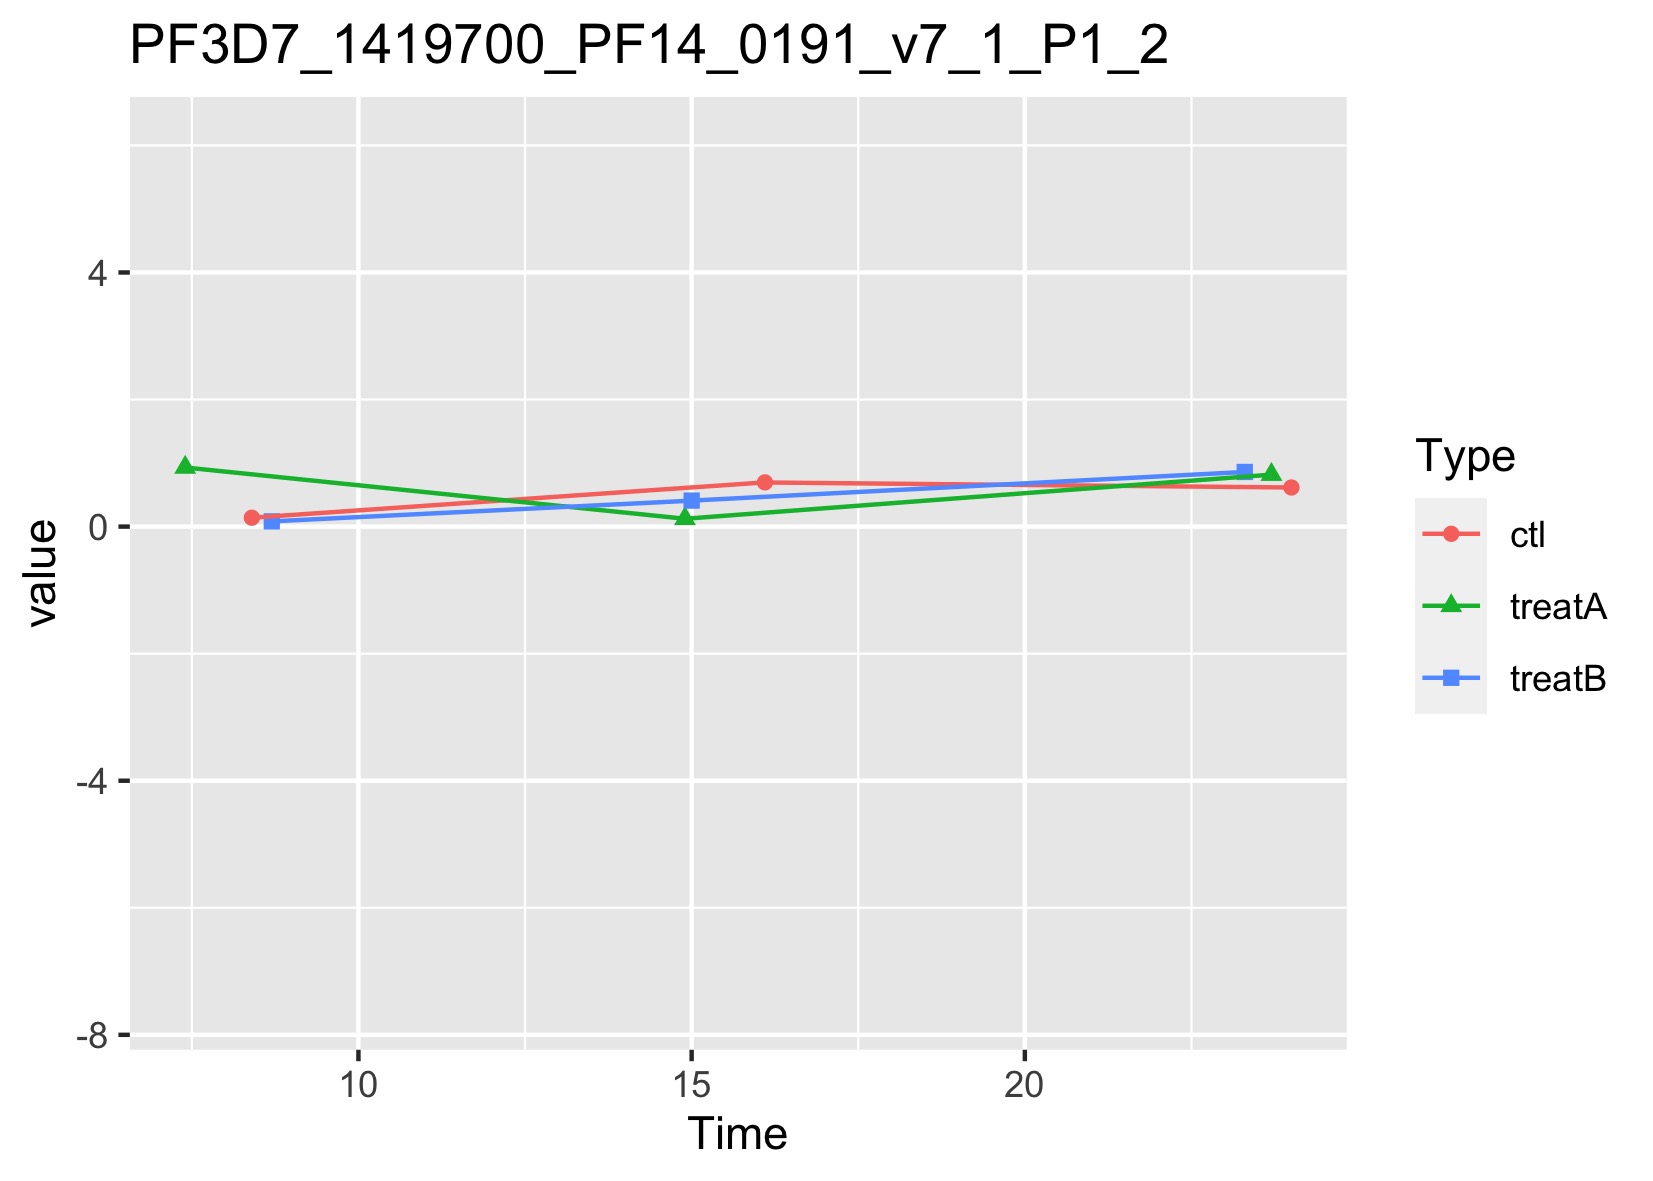 PF3D7_1419700_PF14_0191_v7_1_P1_2
4
0
-4
-8
value
10 15 20
Time
Type
ctl
treatA
treatB